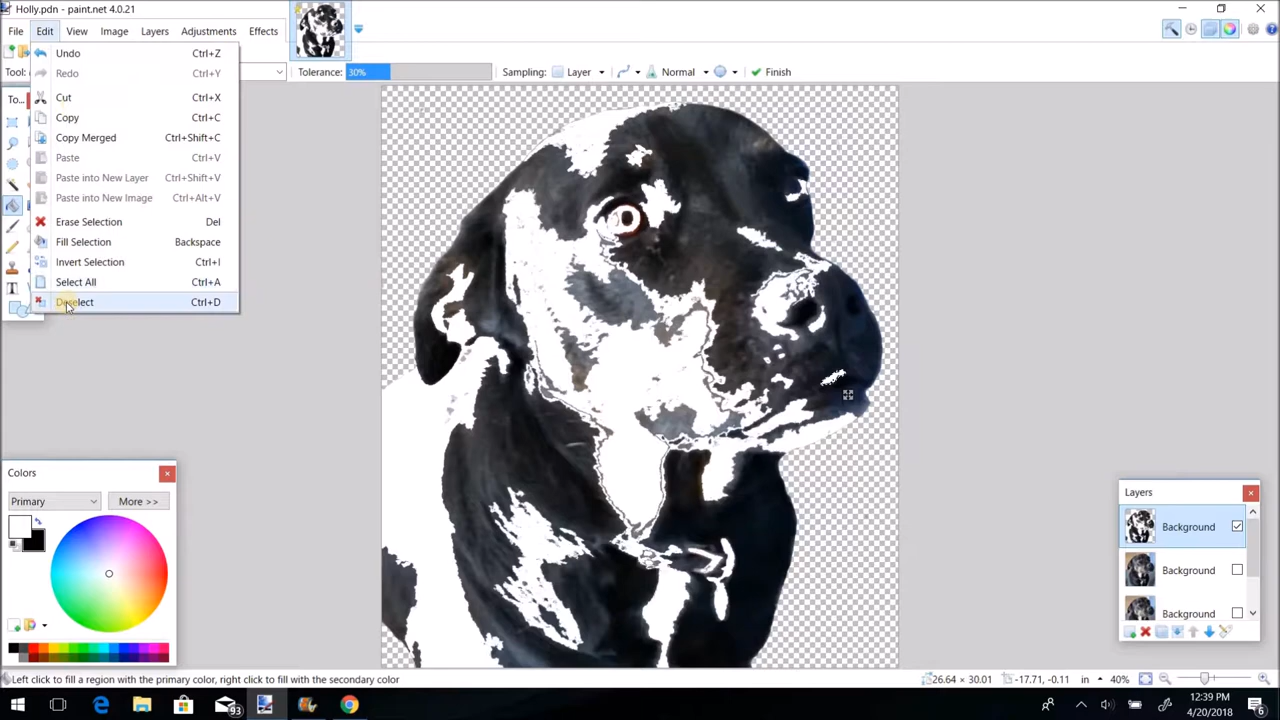 Holly.pdn - paint.net 4.0.21
File Edit View Image Layers Adjustments Effects
Tool: Tolerance: 30% Sampling: Layer Normal Finish
To...
Undo Ctrl+Z
Redo Ctrl+Y
Cut Ctrl+X
Copy Ctrl+C
Copy Merged Ctrl+Shift+C
Paste Ctrl+V
Paste into New Layer Ctrl+Shift+V
Paste into New Image Ctrl+Alt+V
Erase Selection Del
Fill Selection Backspace
Invert Selection Ctrl+I
Select All Ctrl+A
Deselect Ctrl+D
Colors
Primary More >>
Layers
Background
Background
Background
Left click to fill a region with the primary color, right click to fill with the secondary color
26.64 × 30.01 -17.71, -0.11 in 40%
93
12:39 PM
4/20/2018
6